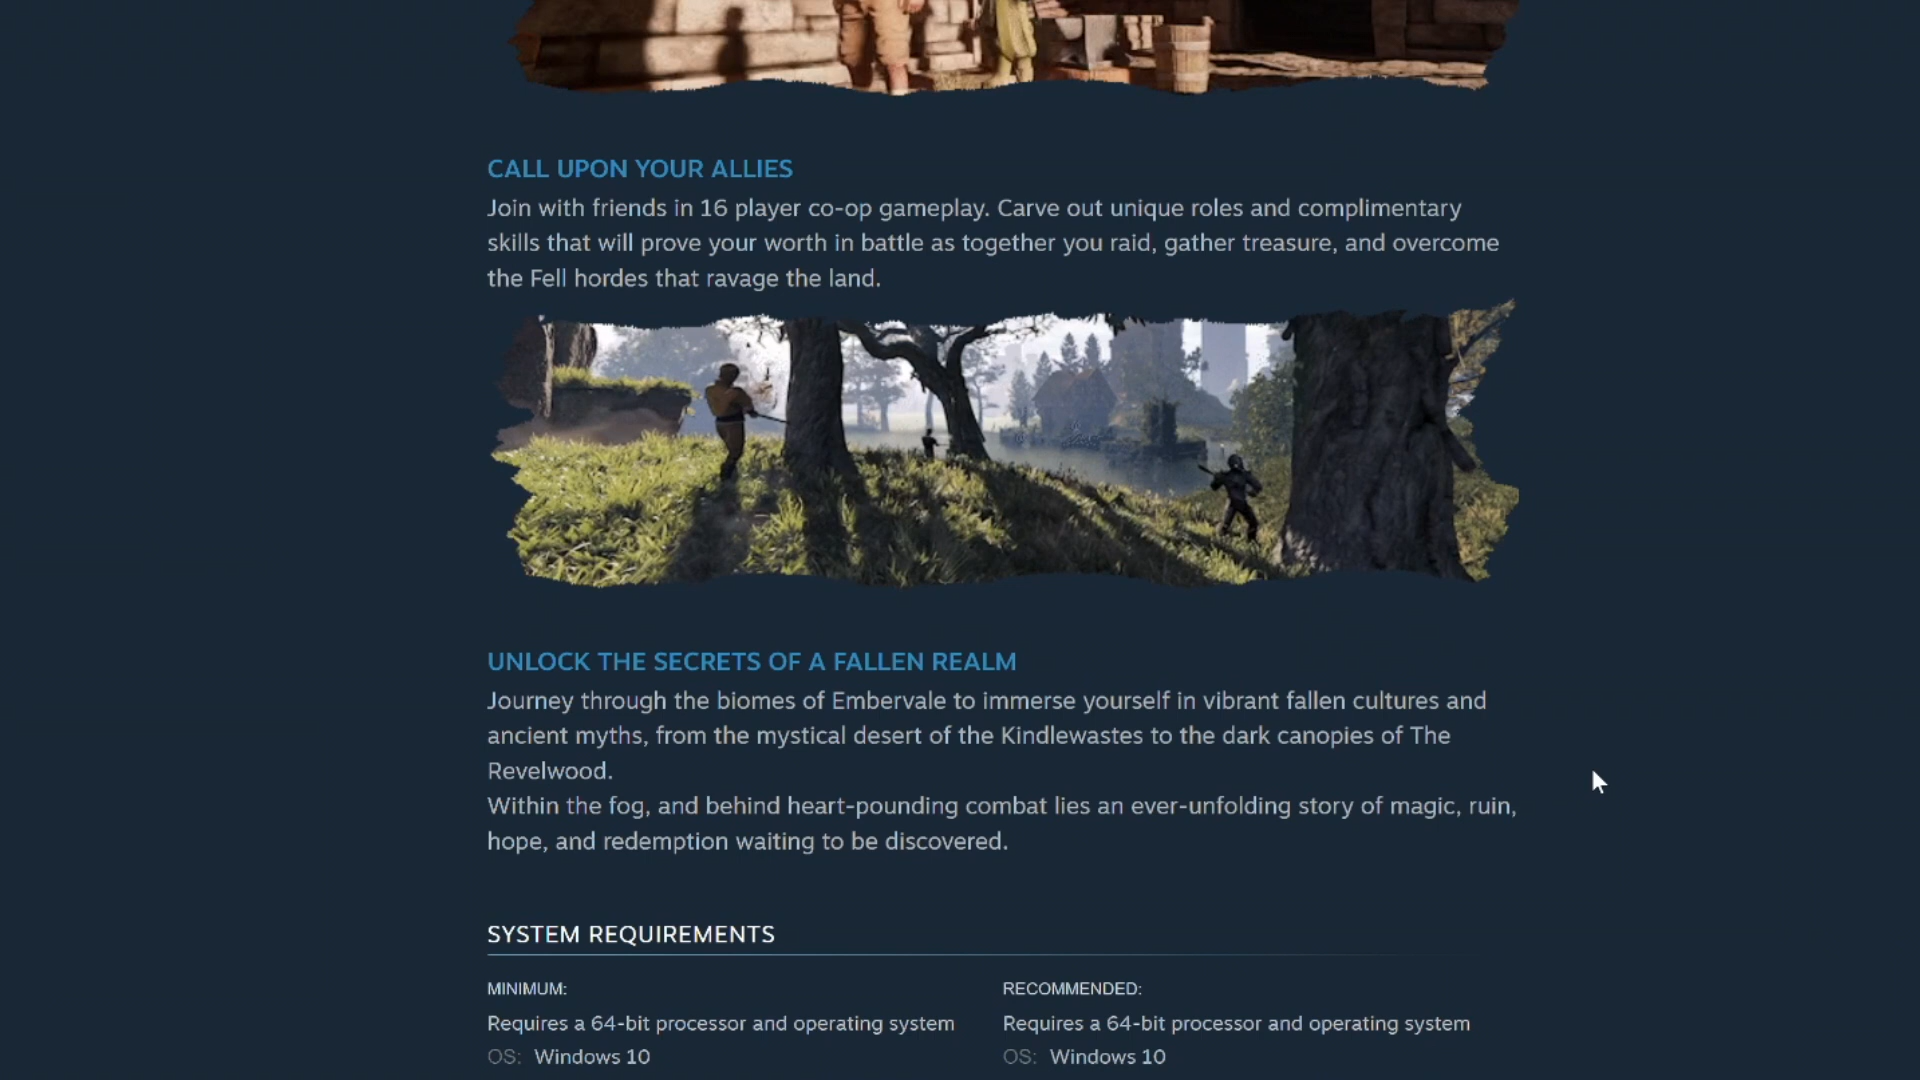 CALL UPON YOUR ALLIES
Join with friends in 16 player co-op gameplay. Carve out unique roles and complimentary
skills that will prove your worth in battle as together you raid, gather treasure, and overcome
the Fell hordes that ravage the land.
UNLOCK THE SECRETS OF A FALLEN REALM
Journey through the biomes of Embervale to immerse yourself in vibrant fallen cultures and
ancient myths, from the mystical desert of the Kindlewastes to the dark canopies of The
Revelwood.
Within the fog, and behind heart-pounding combat lies an ever-unfolding story of magic, ruin,
hope, and redemption waiting to be discovered.
SYSTEM REQUIREMENTS
MINIMUM:
Requires a 64-bit processor and operating system
OS: Windows 10
RECOMMENDED:
Requires a 64-bit processor and operating system
OS: Windows 10